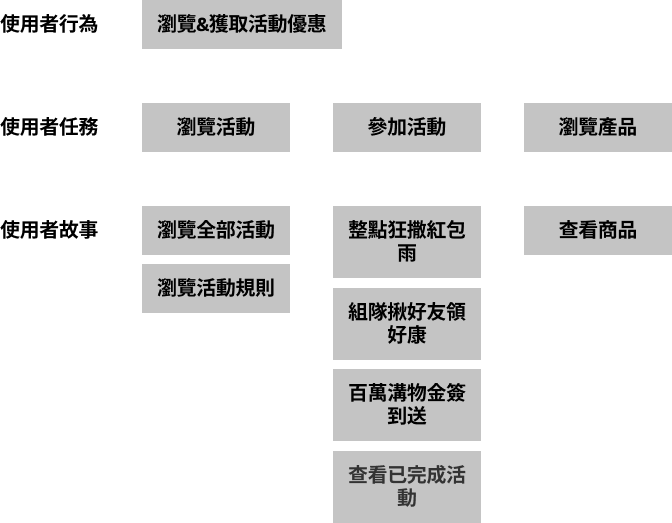 使用者行為
瀏覽&獲取活動優惠
使用者任務
瀏覽活動
參加活動
瀏覽產品
使用者故事
瀏覽全部活動
瀏覽活動規則
整點狂撒紅包
雨
組隊揪好友領
好康
百萬溝物金簽
到送
查看已完成活
動
查看商品